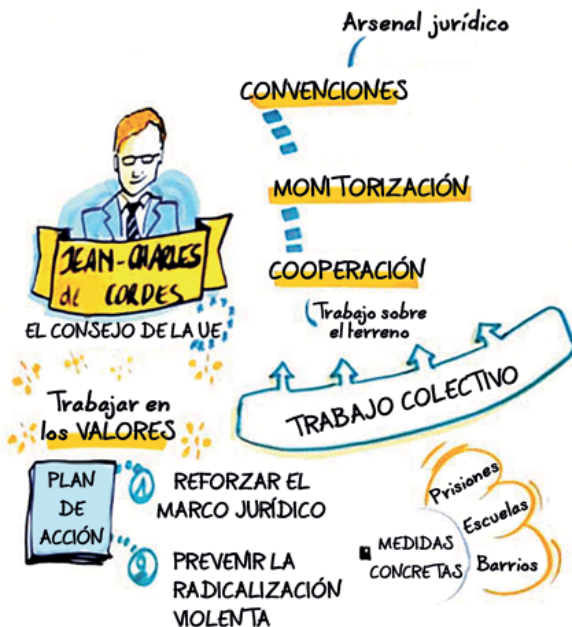 Arsenal jurídico
CONVENCIONES
MONITORIZACIÓN
COOPERACIÓN
Trabajo sobre
el terreno
JEAN-CHARLES
de CORDES
EL CONSEJO DE LA UE
TRABAJO COLECTIVO
Trabajar en
los VALORES
PLAN
DE
ACCIÓN
1 REFORZAR EL
MARCO JURÍDICO
2 PREVENIR LA
RADICALIZACIÓN
VIOLENTA
MEDIDAS
CONCRETAS
Prisiones
Escuelas
Barrios